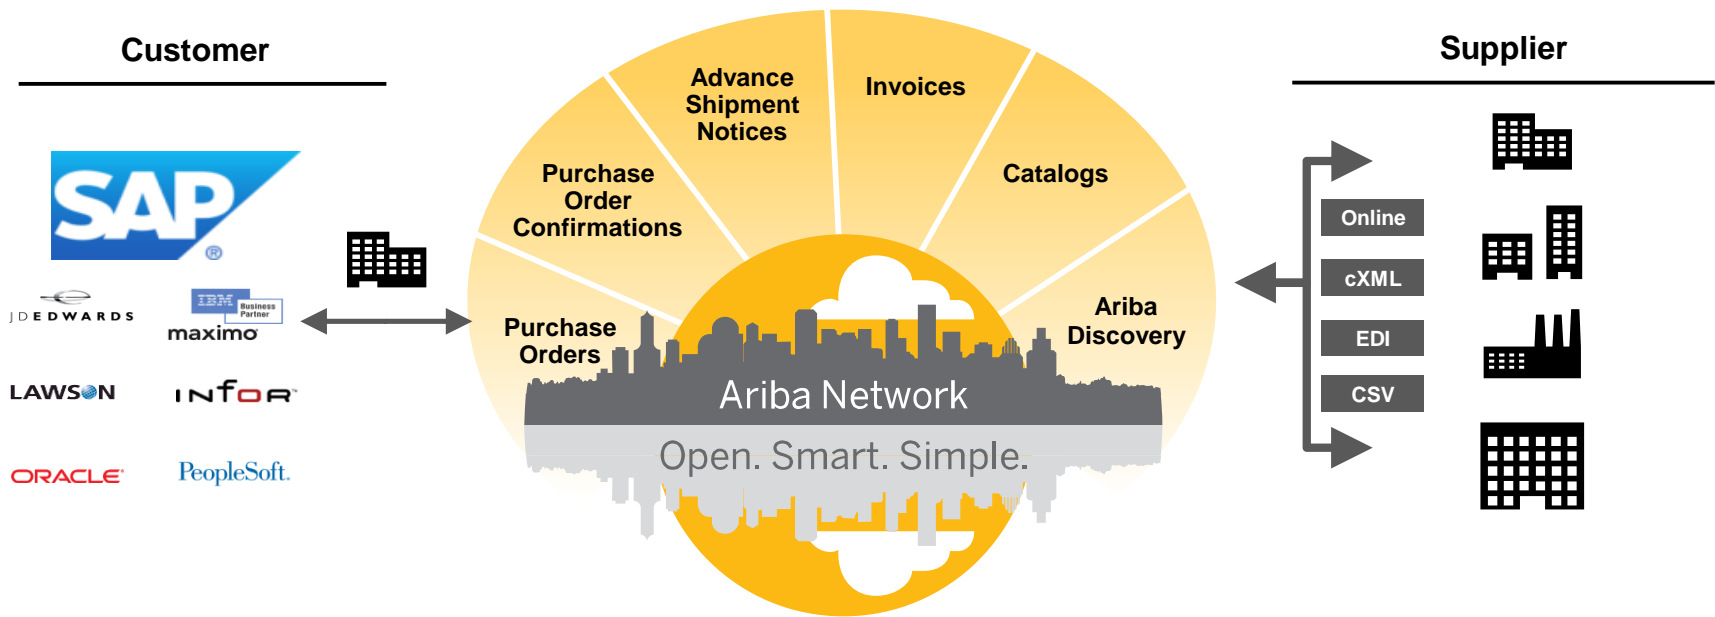 Customer
SAP
®
JDEDWARDS
IBM
Business
Partner
maximo
LAWSON
INFOR™
ORACLE®
PeopleSoft.
Purchase
Orders
Purchase
Order
Confirmations
Advance
Shipment
Notices
Invoices
Catalogs
Ariba
Discovery
Ariba Network
Open. Smart. Simple.
Supplier
Online
cXML
EDI
CSV